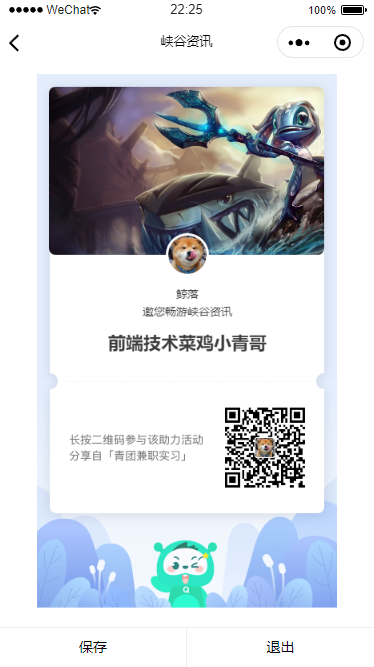 WeChat
22:25
100%
峡谷资讯
鲸落
邀您畅游峡谷资讯
前端技术菜鸡小青哥
长按二维码参与该助力活动
分享自「青团兼职实习」
Q
保存
退出